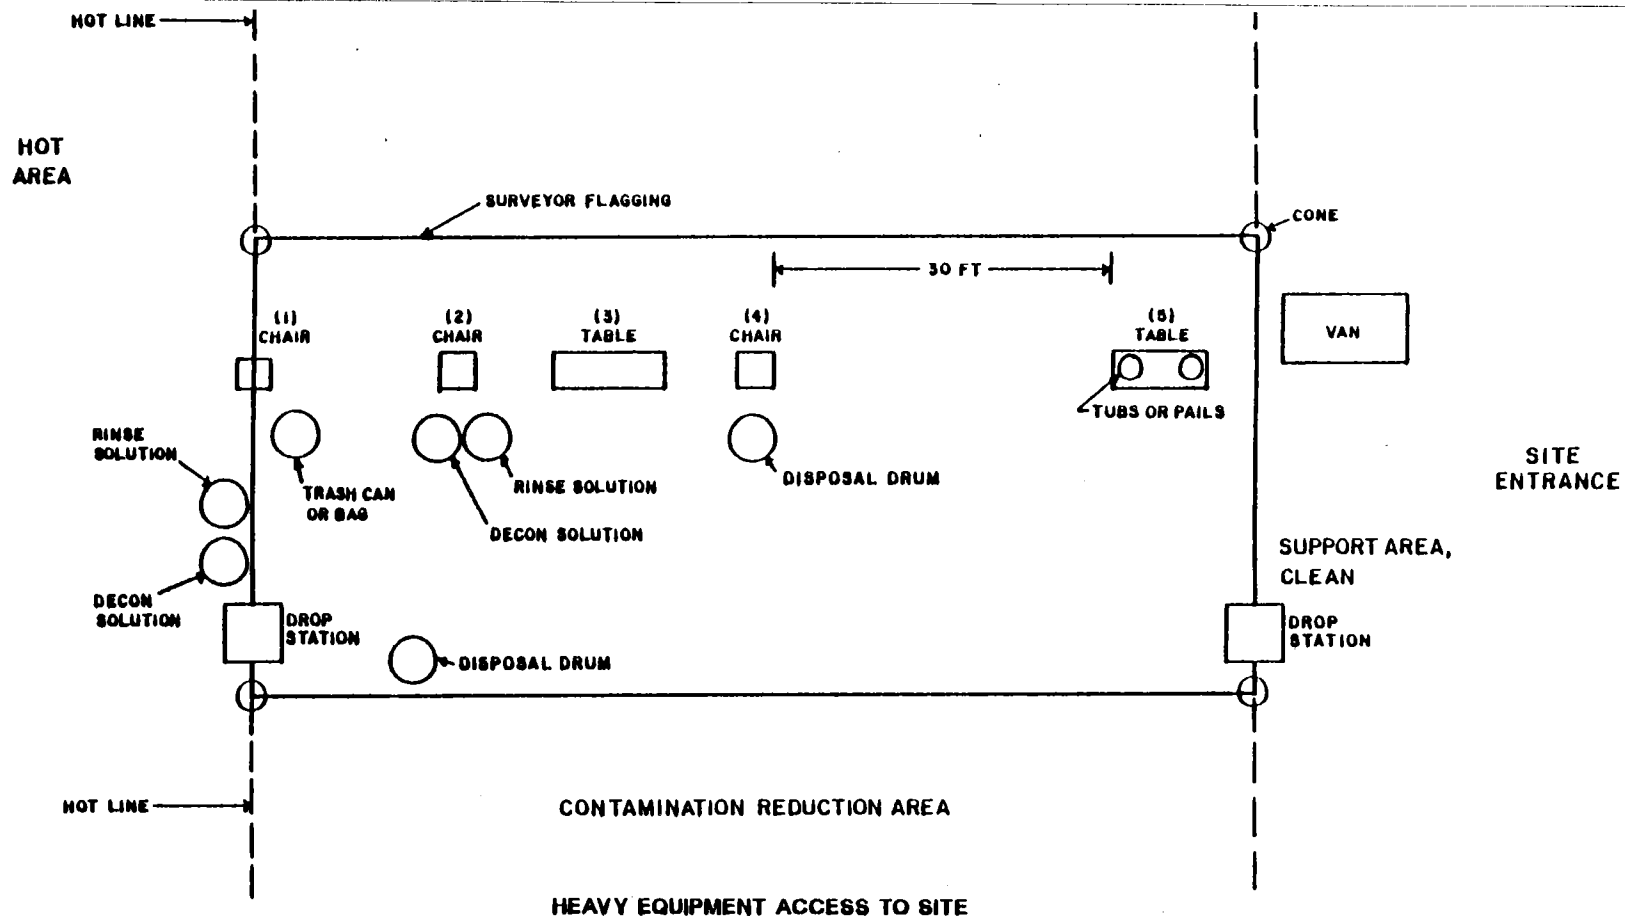 HOT LINE
HOT
AREA
SURVEYOR FLAGGING
CONE
30 FT
(1)
CHAIR
(2)
CHAIR
(3)
TABLE
(4)
CHAIR
(5)
TABLE
VAN
TUBS OR PAILS
RINSE
SOLUTION
TRASH CAN
OR BAG
RINSE SOLUTION
DECON SOLUTION
DISPOSAL DRUM
SITE
ENTRANCE
SUPPORT AREA,
CLEAN
DECON
SOLUTION
DROP
STATION
DISPOSAL DRUM
DROP
STATION
HOT LINE
CONTAMINATION REDUCTION AREA
HEAVY EQUIPMENT ACCESS TO SITE